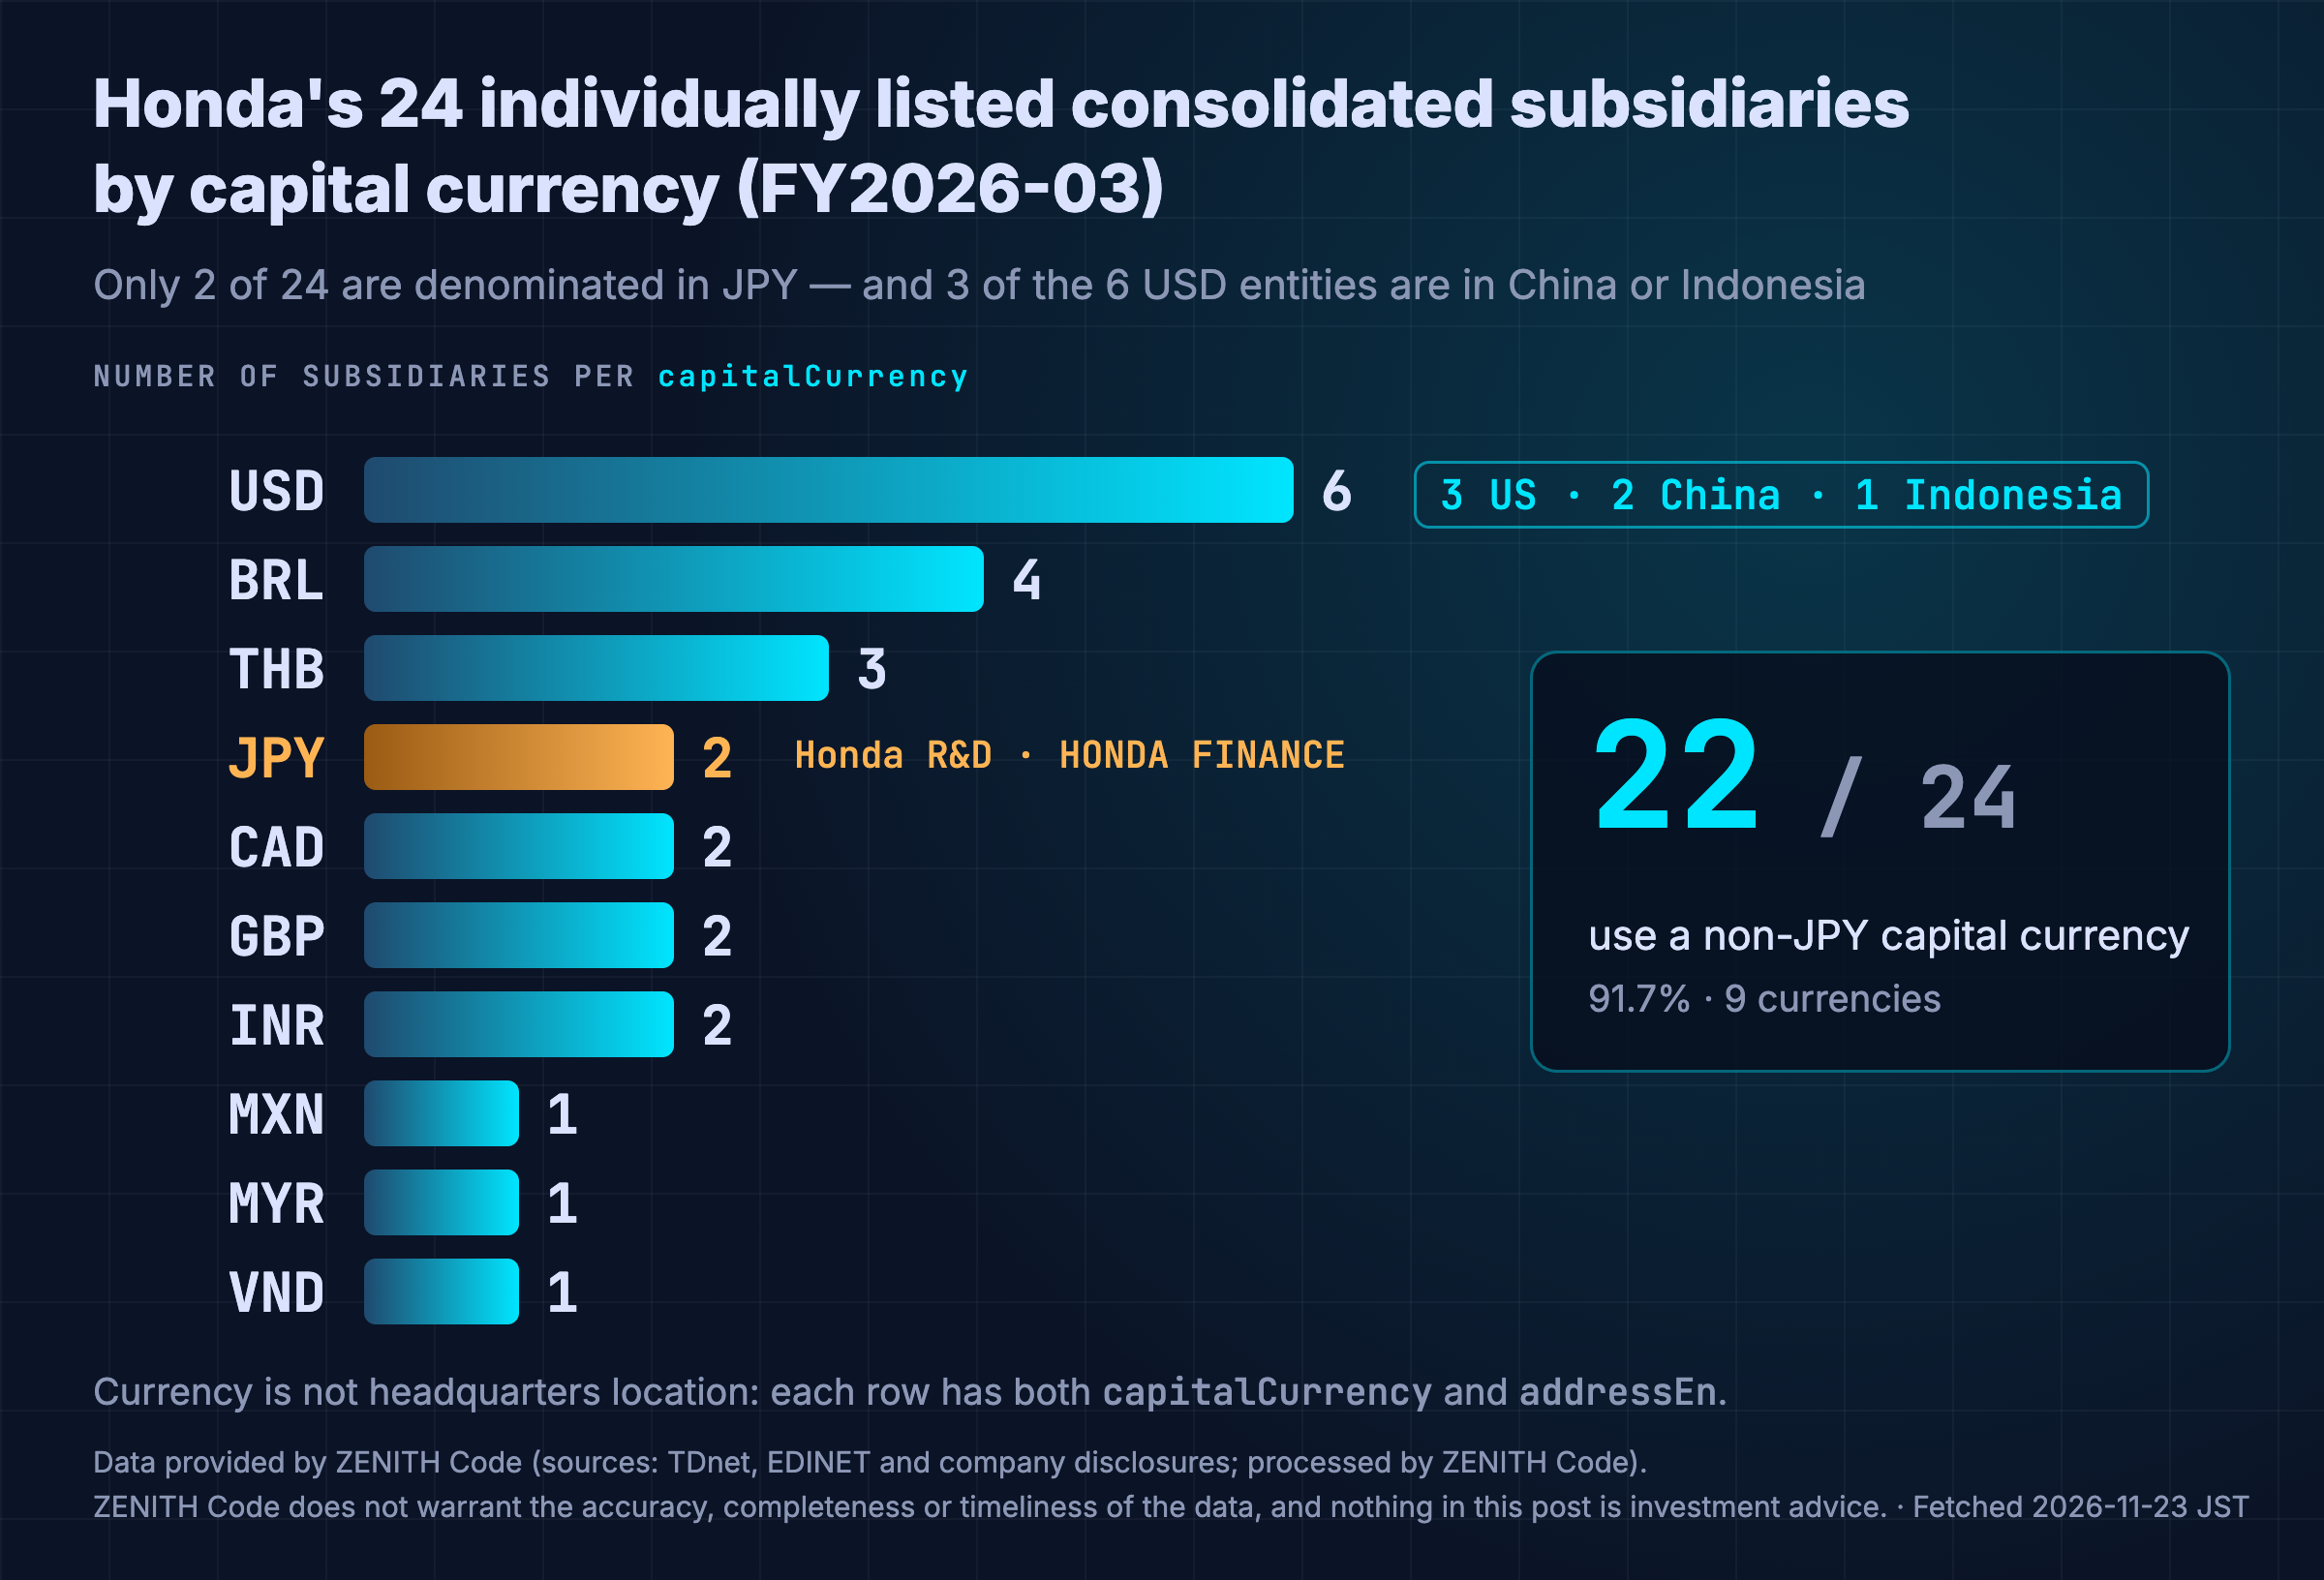 Honda's 24 individually listed consolidated subsidiaries
by capital currency (FY2026-03)
Only 2 of 24 are denominated in JPY — and 3 of the 6 USD entities are in China or Indonesia
NUMBER OF SUBSIDIARIES PER capitalCurrency
USD 6 3 US · 2 China · 1 Indonesia
BRL 4
THB 3
JPY 2 Honda R&D · HONDA FINANCE
CAD 2
GBP 2
INR 2
MXN 1
MYR 1
VND 1
22 / 24
use a non-JPY capital currency
91.7% · 9 currencies
Currency is not headquarters location: each row has both capitalCurrency and addressEn.
Data provided by ZENITH Code (sources: TDnet, EDINET and company disclosures; processed by ZENITH Code).
ZENITH Code does not warrant the accuracy, completeness or timeliness of the data, and nothing in this post is investment advice. · Fetched 2026-11-23 JST